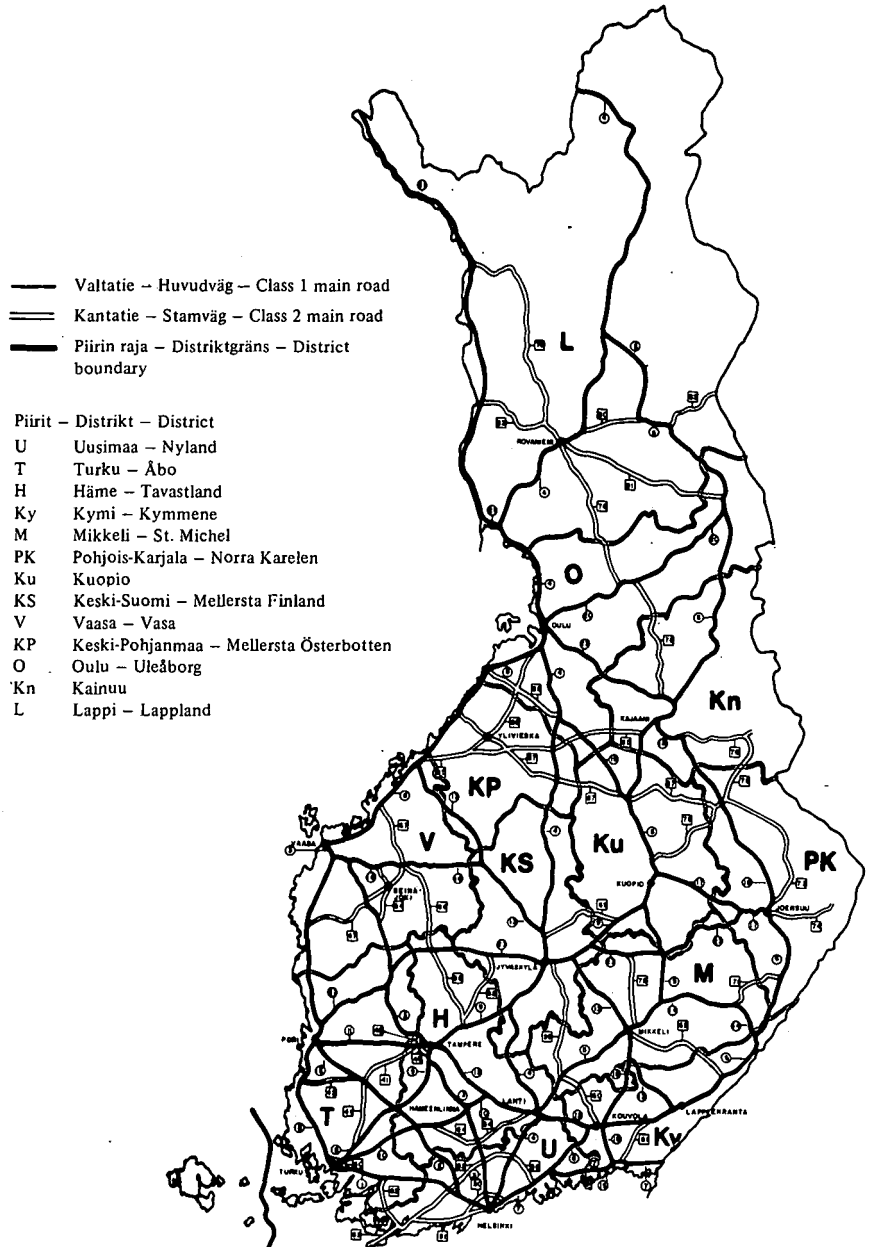 Valtatie – Huvudväg – Class 1 main road
Kantatie – Stamväg – Class 2 main road
Piirin raja – Distriktgräns – District
boundary
Piirit – Distrikt – District
U Uusimaa – Nyland
T Turku – Åbo
H Häme – Tavastland
Ky Kymi – Kymmene
M Mikkeli – St. Michel
PK Pohjois-Karjala – Norra Karelen
Ku Kuopio
KS Keski-Suomi – Mellersta Finland
V Vaasa – Vasa
KP Keski-Pohjanmaa – Mellersta Österbotten
O Oulu – Uleåborg
Kn Kainuu
L Lappi – Lappland
L
ROVANIEMI
O
OULU
Kn
KAJAANI
YLIVIESKA
KP
VAASA
V
KS
Ku
PK
KUOPIO
SEINÄ-
JOKI
JOENSUU
JYVÄSKYLÄ
M
H
MIKKELI
PORI
TAMPERE
LAHTI
T
HÄMEENLINNA
KOUVOLA
LAPPEENRANTA
U
Ky
TURKU
HELSINKI